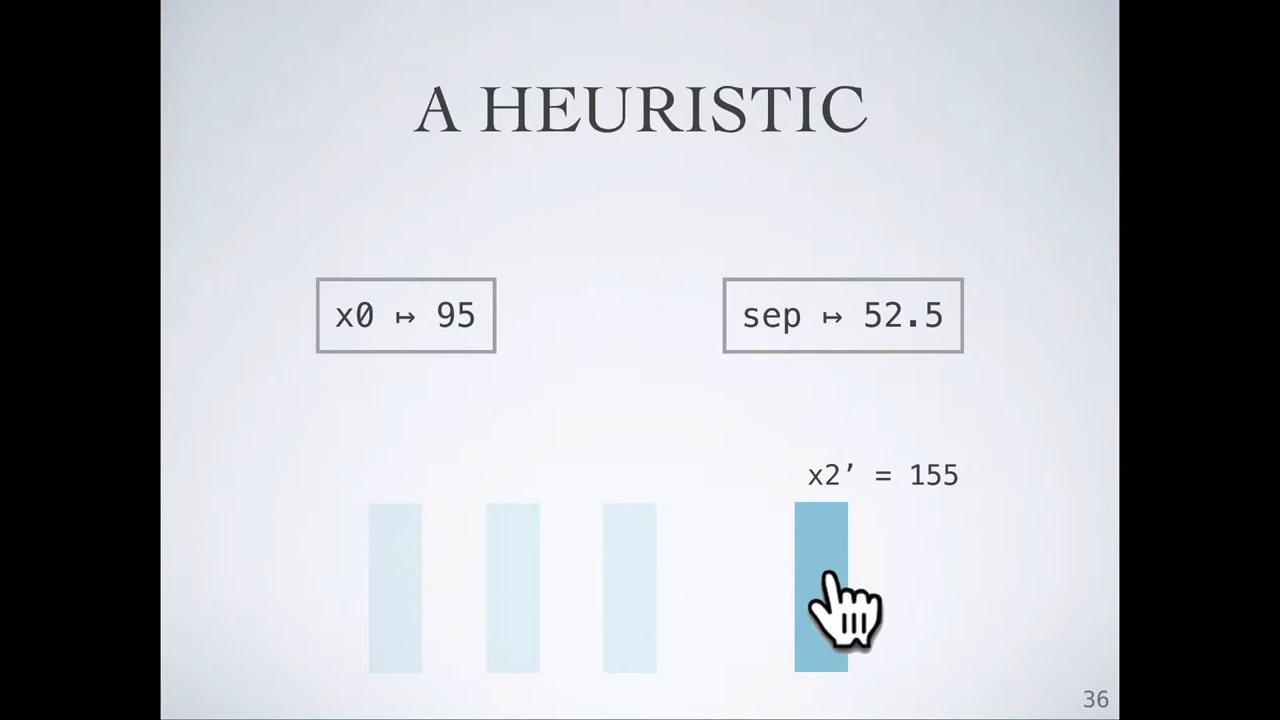 A HEURISTIC
x0 ↦ 95
sep ↦ 52.5
x2’ = 155
36